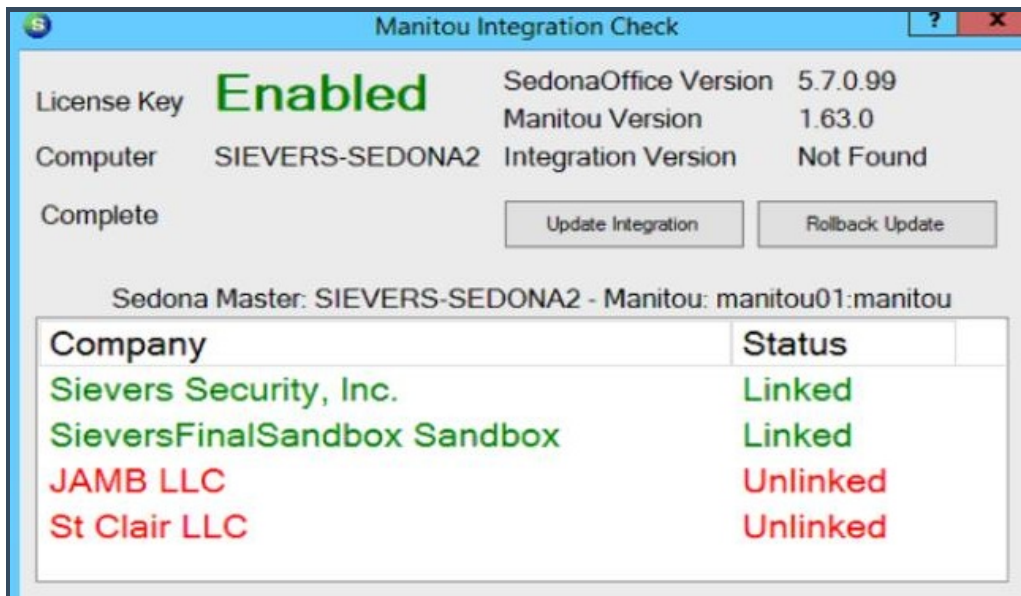 Manitou Integration Check
? x
License Key Enabled SedonaOffice Version 5.7.0.99
Manitou Version 1.63.0
Computer SIEVERS-SEDONA2 Integration Version Not Found
Complete Update Integration Rollback Update
Sedona Master: SIEVERS-SEDONA2 - Manitou: manitou01:manitou
Company Status
Sievers Security, Inc. Linked
SieversFinalSandbox Sandbox Linked
JAMB LLC Unlinked
St Clair LLC Unlinked